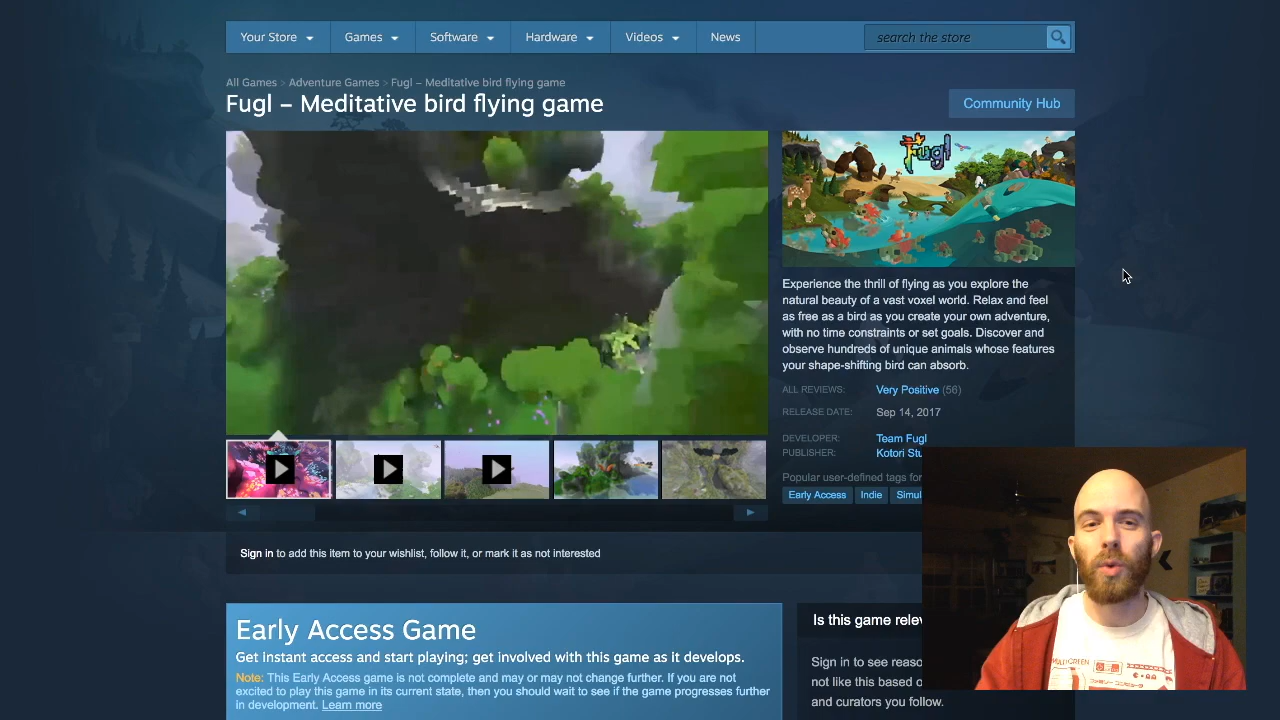 Your Store
Games
Software
Hardware
Videos
News
search the store
All Games > Adventure Games > Fugl – Meditative bird flying game
Fugl – Meditative bird flying game
Community Hub
Fugl
Experience the thrill of flying as you explore the
natural beauty of a vast voxel world. Relax and feel
as free as a bird as you create your own adventure,
with no time constraints or set goals. Discover and
observe hundreds of unique animals whose features
your shape-shifting bird can absorb.
ALL REVIEWS: Very Positive (56)
RELEASE DATE: Sep 14, 2017
DEVELOPER: Team Fugl
PUBLISHER: Kotori Stu
Popular user-defined tags for
Early Access Indie Simul
Sign in to add this item to your wishlist, follow it, or mark it as not interested
Early Access Game
Get instant access and start playing; get involved with this game as it develops.
Note: This Early Access game is not complete and may or may not change further. If you are not
excited to play this game in its current state, then you should wait to see if the game progresses further
in development. Learn more
Is this game relev
Sign in to see reaso
not like this based o
and curators you follow.